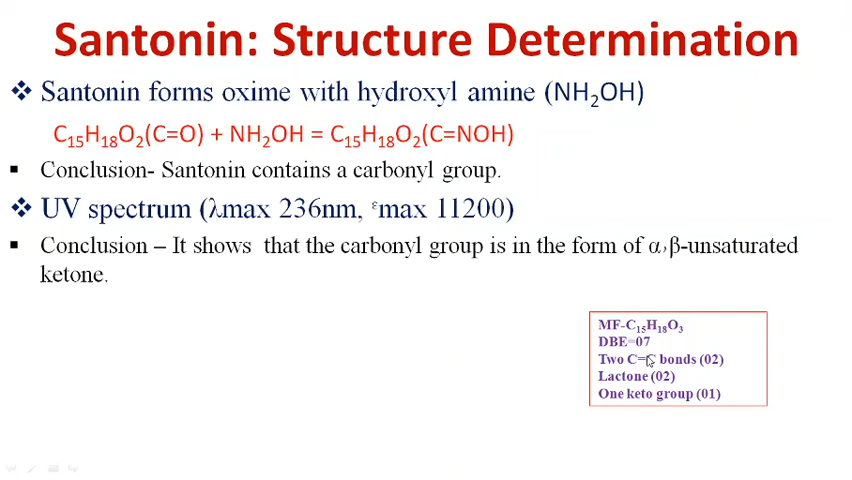 Santonin: Structure Determination
❖ Santonin forms oxime with hydroxyl amine (NH₂OH)
C₁₅H₁₈O₂(C=O) + NH₂OH = C₁₅H₁₈O₂(C=NOH)
▪ Conclusion- Santonin contains a carbonyl group.
❖ UV spectrum (λmax 236nm, εmax 11200)
▪ Conclusion – It shows that the carbonyl group is in the form of α,β-unsaturated
ketone.
MF-C₁₅H₁₈O₃
DBE=07
Two C=C bonds (02)
Lactone (02)
One keto group (01)